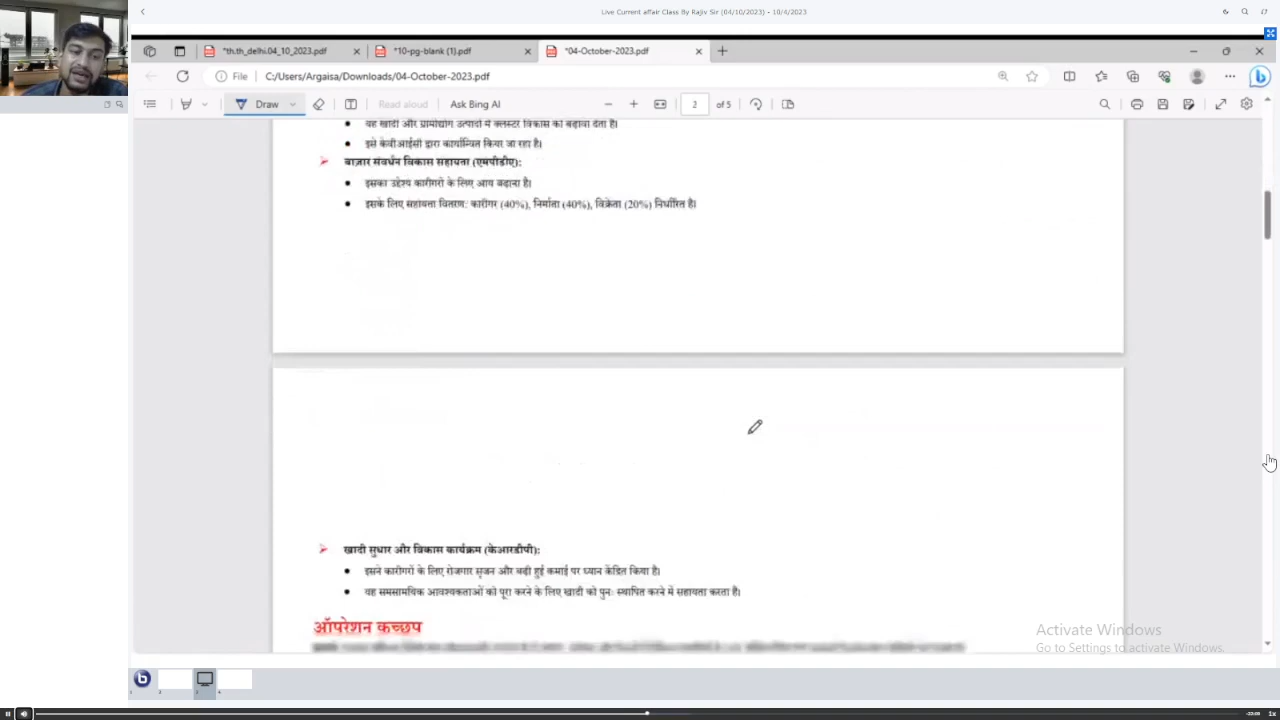 Live Current affair Class By Rajiv Sir (04/10/2023) - 10/4/2023
*th.th_delhi.04_10_2023.pdf
*10-pg-blank (1).pdf
*04-October-2023.pdf
File
C:/Users/Argaisa/Downloads/04-October-2023.pdf
Draw
Read aloud
Ask Bing AI
2 of 5
यह खादी और ग्रामोद्योग उत्पादों में क्लस्टर विकास को बढ़ावा देता है।
इसे केवीआईसी द्वारा कार्यान्वित किया जा रहा है।
बाज़ार संवर्धन विकास सहायता (एमपीडीए):
इसका उद्देश्य कारीगरों के लिए आय बढ़ाना है।
इसके लिए सहायता वितरण: कारीगर (40%), निर्माता (40%), विक्रेता (20%) निर्धारित है।
खादी सुधार और विकास कार्यक्रम (केआरडीपी):
इसने कारीगरों के लिए रोजगार सृजन और बढ़ी हुई कमाई पर ध्यान केंद्रित किया है।
यह समसामयिक आवश्यकताओं को पूरा करने के लिए खादी को पुनः स्थापित करने में सहायता करता है।
ऑपरेशन कच्छप
Activate Windows
Go to Settings to activate Windows.
1x